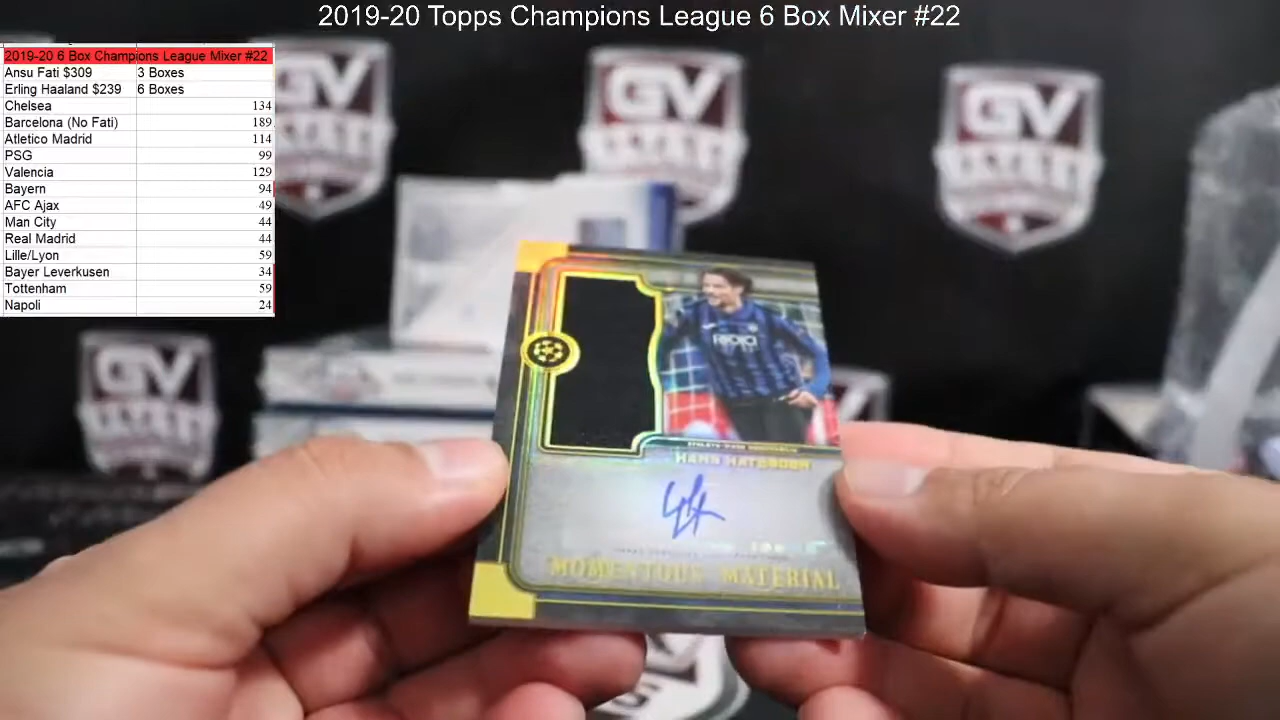 2019-20 Topps Champions League 6 Box Mixer #22
2019-20 6 Box Champions League Mixer #22
Ansu Fati $309 3 Boxes
Erling Haaland $239 6 Boxes
Chelsea 134
Barcelona (No Fati) 189
Atletico Madrid 114
PSG 99
Valencia 129
Bayern 94
AFC Ajax 49
Man City 44
Real Madrid 44
Lille/Lyon 59
Bayer Leverkusen 34
Tottenham 59
Napoli 24
GV
GV
GV
GV
HANS HATEBOER
MOMENTOUS MATERIAL